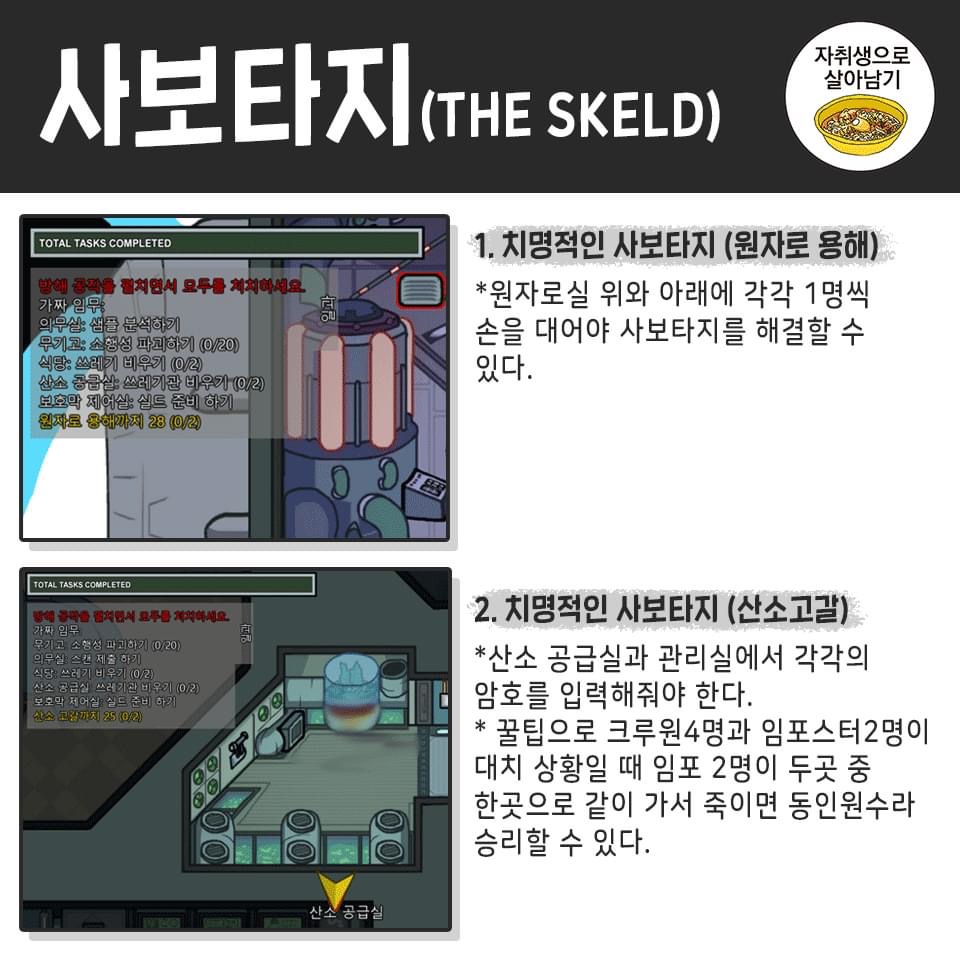 사보타지(THE SKELD)
자취생으로
살아남기
TOTAL TASKS COMPLETED
방해 공작을 펼치면서 모두를 처치하세요.
가짜 임무:
의무실: 샘플 분석하기
무기고: 소행성 파괴하기 (0/20)
식당: 쓰레기 비우기 (0/2)
산소 공급실: 쓰레기관 비우기 (0/2)
보호막 제어실: 실드 준비 하기
원자로 용해까지 28 (0/2)
일과
1. 치명적인 사보타지 (원자로 용해)
*원자로실 위와 아래에 각각 1명씩
손을 대어야 사보타지를 해결할 수
있다.
TOTAL TASKS COMPLETED
방해 공작을 펼치면서 모두를 처치하세요.
가짜 임무
무기고: 소행성 파괴하기 (0/20)
의무실: 스캔 제출 하기
식당: 쓰레기 비우기 (0/2)
산소 공급실: 쓰레기관 비우기 (0/2)
보호막 제어실: 실드 준비 하기
산소 고갈까지 25 (0/2)
일과
산소 공급실
2. 치명적인 사보타지 (산소고갈)
*산소 공급실과 관리실에서 각각의
암호를 입력해줘야 한다.
* 꿀팁으로 크루원4명과 임포스터2명이
대치 상황일 때 임포 2명이 두곳 중
한곳으로 같이 가서 죽이면 동인원수라
승리할 수 있다.